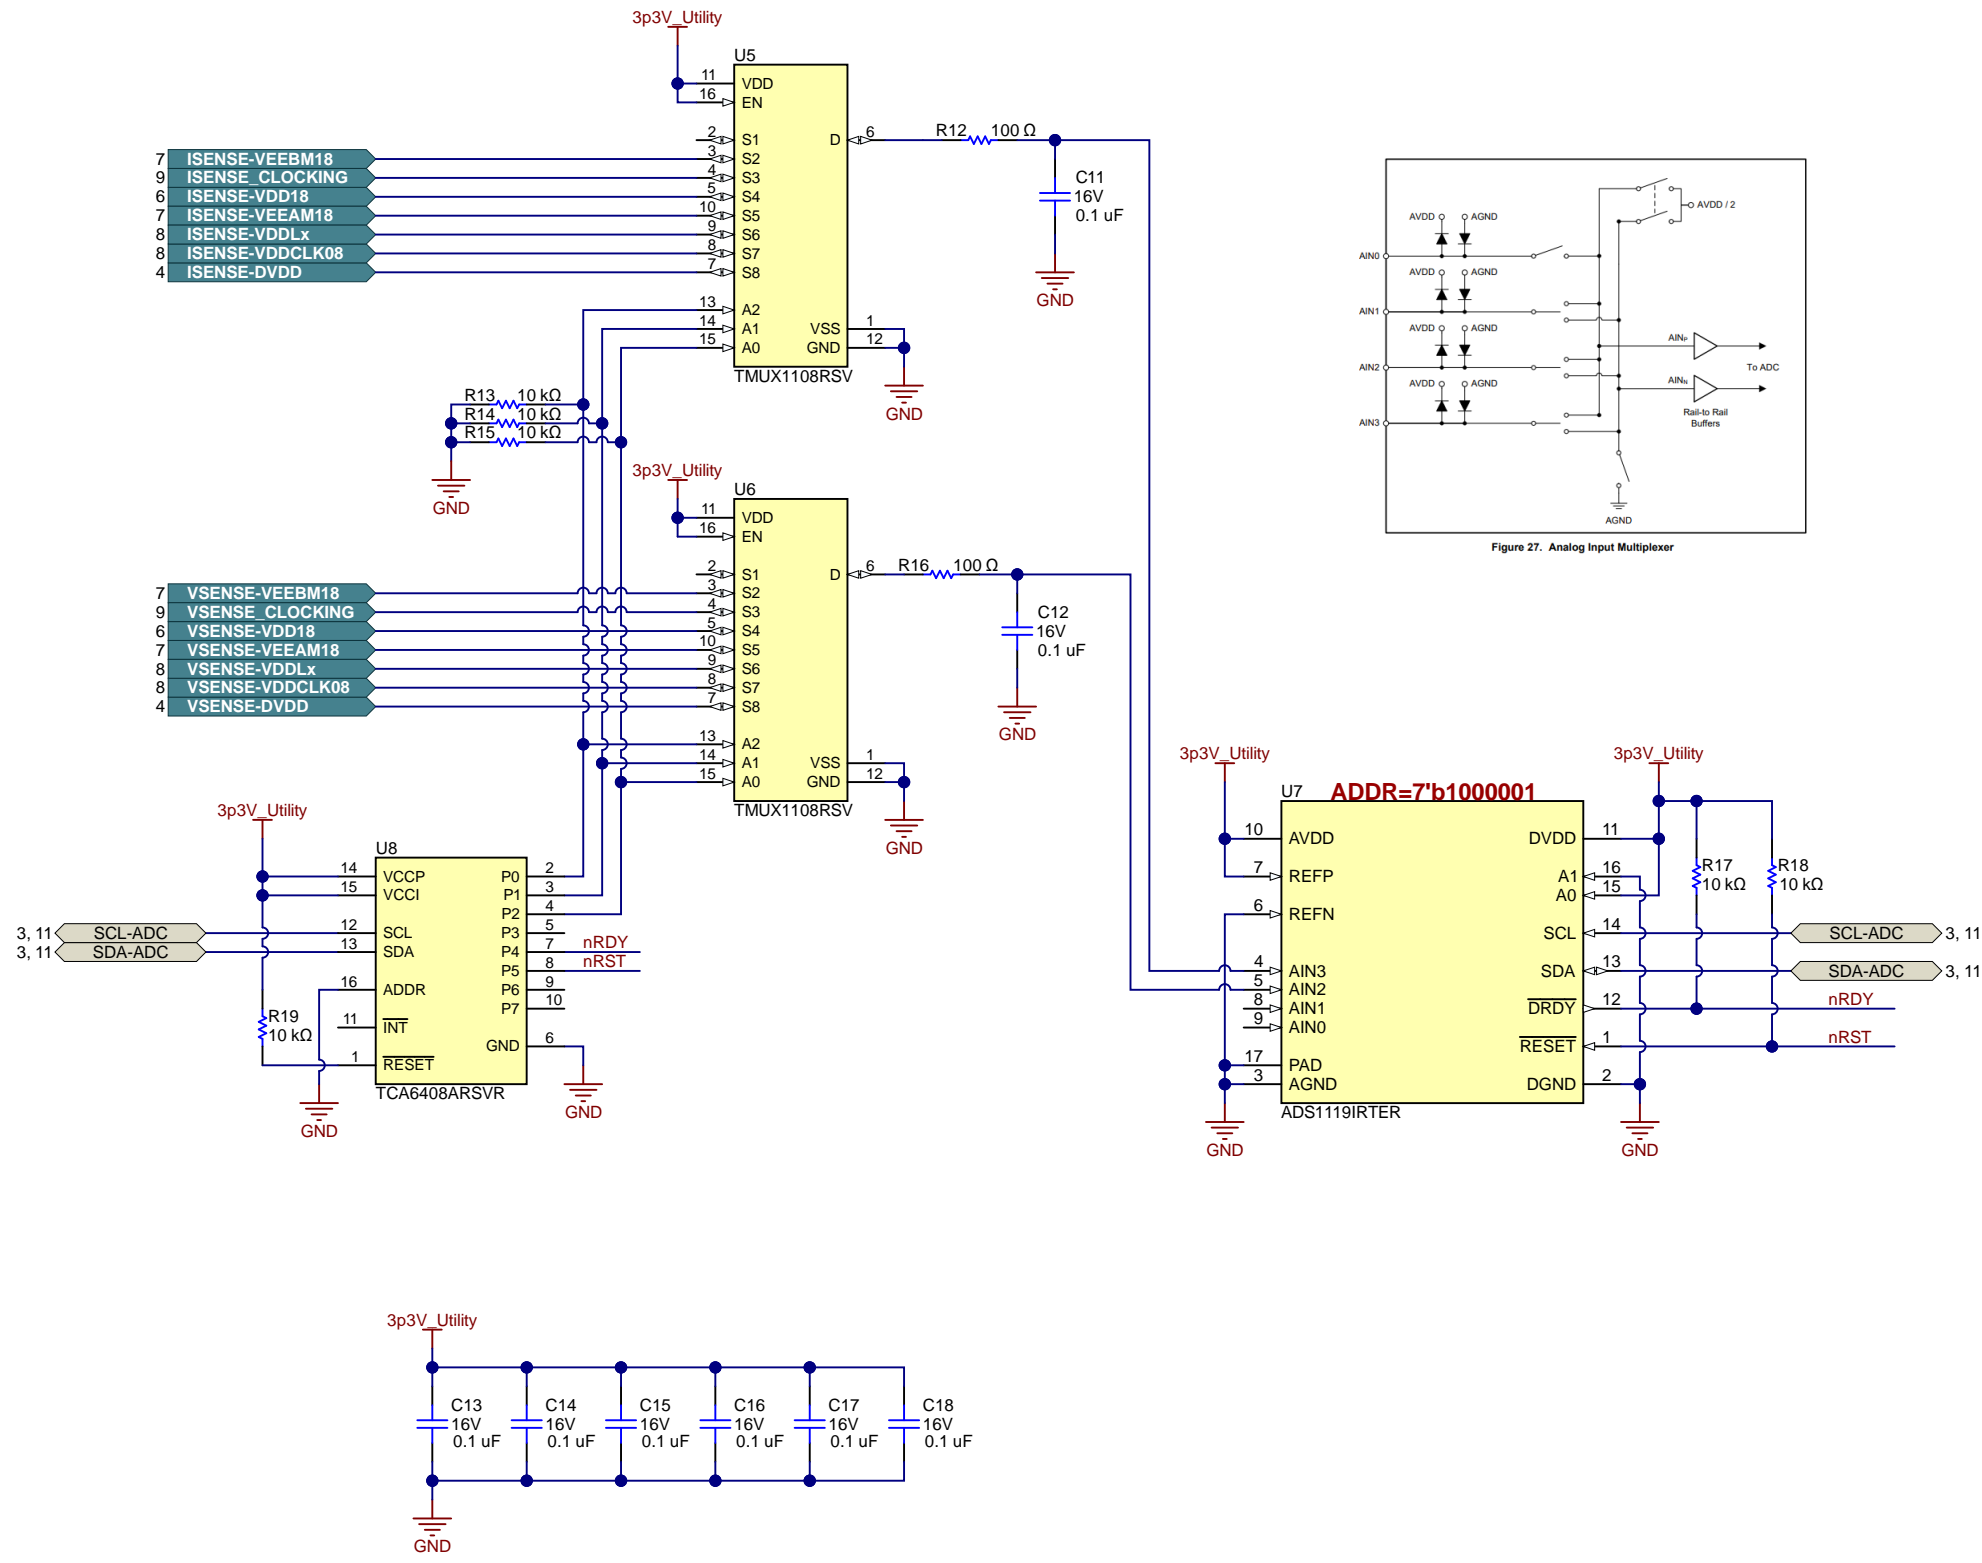 3p3V_Utility
U5
11 VDD
16 EN
2 S1
3 S2
4 S3
5 S4
10 S5
9 S6
8 S7
7 S8
13 A2
14 A1
15 A0
D 6
VSS 1
GND 12
TMUX1108RSV
GND
7 ISENSE-VEEBM18
9 ISENSE_CLOCKING
6 ISENSE-VDD18
7 ISENSE-VEEAM18
8 ISENSE-VDDLx
8 ISENSE-VDDCLK08
4 ISENSE-DVDD
R12 100 Ω
C11
16V
0.1 uF
GND
R13 10 kΩ
R14 10 kΩ
R15 10 kΩ
GND
AVDD / 2
AVDD AGND
AIN0
AVDD AGND
AIN1
AVDD AGND
AIN2
AVDD AGND
AIN3
AINP
AINN
To ADC
Rail-to Rail
Buffers
AGND
Figure 27. Analog Input Multiplexer
3p3V_Utility
U6
11 VDD
16 EN
2 S1
3 S2
4 S3
5 S4
10 S5
9 S6
8 S7
7 S8
13 A2
14 A1
15 A0
D 6
VSS 1
GND 12
TMUX1108RSV
GND
7 VSENSE-VEEBM18
9 VSENSE_CLOCKING
6 VSENSE-VDD18
7 VSENSE-VEEAM18
8 VSENSE-VDDLx
8 VSENSE-VDDCLK08
4 VSENSE-DVDD
R16 100 Ω
C12
16V
0.1 uF
GND
3p3V_Utility
U8
14 VCCP
15 VCCI
12 SCL
13 SDA
16 ADDR
11 INT
1 RESET
P0 2
P1 3
P2 4
P3 5
P4 7 nRDY
P5 8 nRST
P6 9
P7 10
GND 6
TCA6408ARSVR
3, 11 SCL-ADC
3, 11 SDA-ADC
R19
10 kΩ
GND
GND
3p3V_Utility
3p3V_Utility
U7 ADDR=7'b1000001
10 AVDD
7 REFP
6 REFN
4 AIN3
5 AIN2
8 AIN1
9 AIN0
17 PAD
3 AGND
DVDD 11
A1 16
A0 15
SCL 14
SDA 13
DRDY 12
RESET 1
DGND 2
ADS1119IRTER
R17
10 kΩ
R18
10 kΩ
SCL-ADC 3, 11
SDA-ADC 3, 11
nRDY
nRST
GND
GND
3p3V_Utility
C13
16V
0.1 uF
C14
16V
0.1 uF
C15
16V
0.1 uF
C16
16V
0.1 uF
C17
16V
0.1 uF
C18
16V
0.1 uF
GND